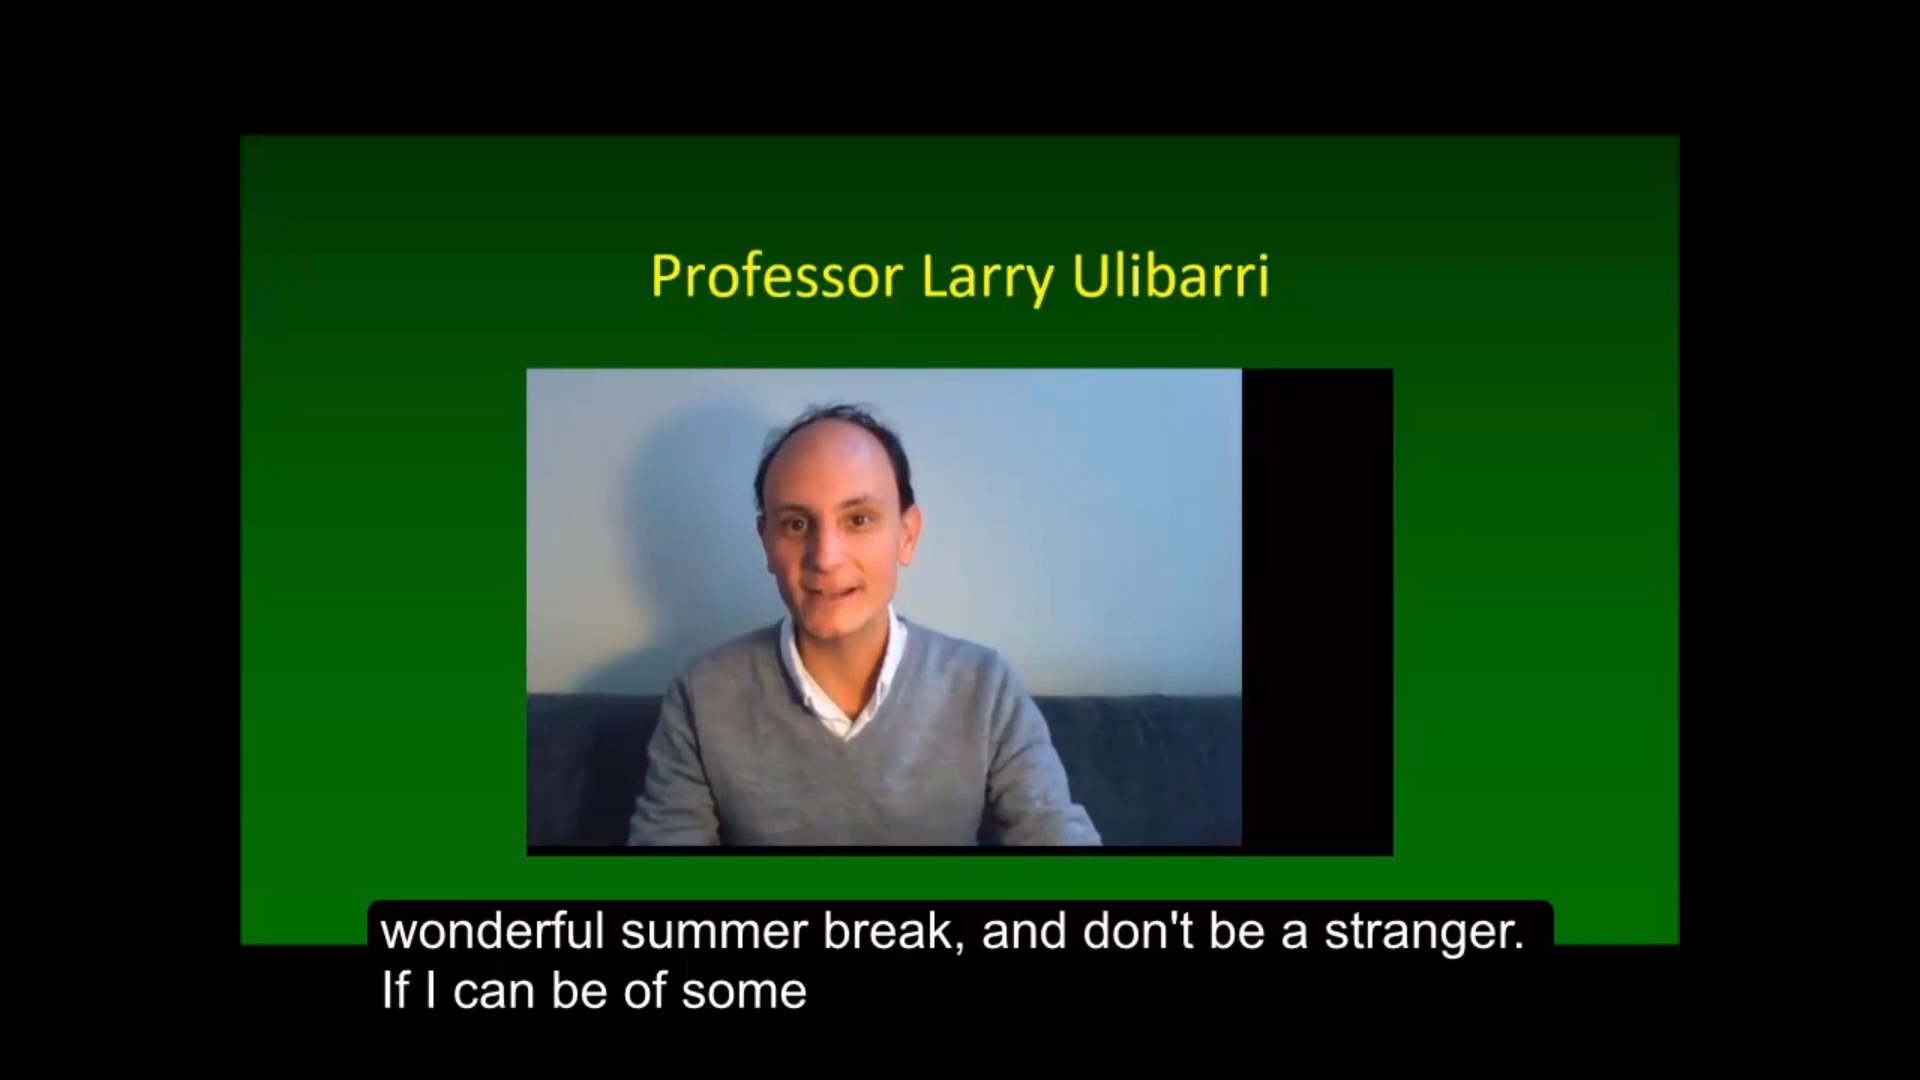 Professor Larry Ulibarri
wonderful summer break, and don't be a stranger.
If I can be of some